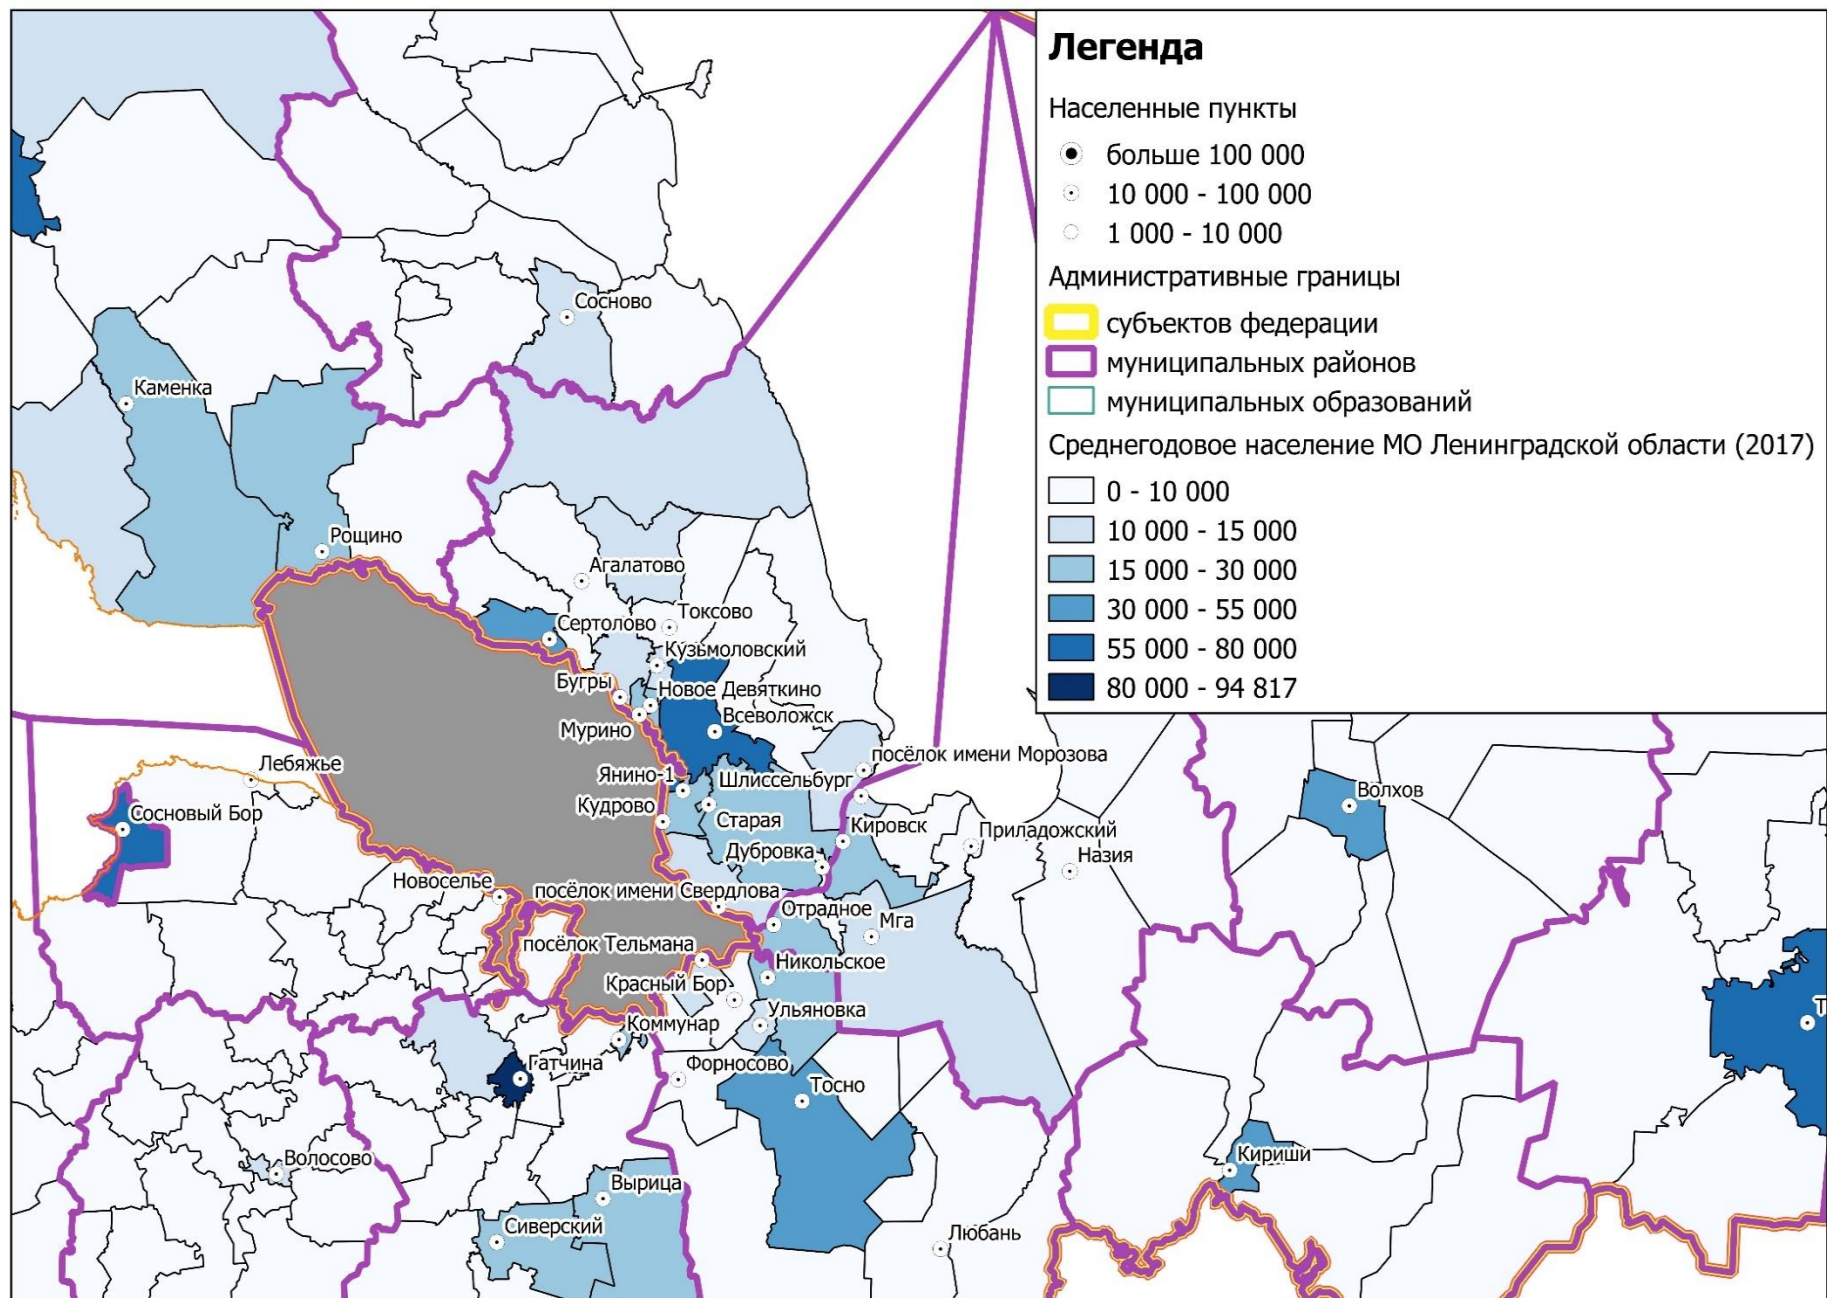 Легенда
Населенные пункты
больше 100 000
10 000 - 100 000
1 000 - 10 000
Административные границы
субъектов федерации
муниципальных районов
муниципальных образований
Среднегодовое население МО Ленинградской области (2017)
0 - 10 000
10 000 - 15 000
15 000 - 30 000
30 000 - 55 000
55 000 - 80 000
80 000 - 94 817
Сосново
Каменка
Рощино
Агалатово
Токсово
Сертолово
Кузьмоловский
Бугры
Новое Девяткино
Мурино
Всеволожск
посёлок имени Морозова
Лебяжье
Янино-1
Шлиссельбург
Волхов
Кудрово
Старая
Сосновый Бор
Кировск
Приладожский
Дубровка
Назия
Новоселье
посёлок имени Свердлова
Отрадное
Мга
посёлок Тельмана
Никольское
Красный Бор
Ульяновка
Т
Коммунар
Гатчина
Форносово
Тосно
Волосово
Кириши
Вырица
Сиверский
Любань